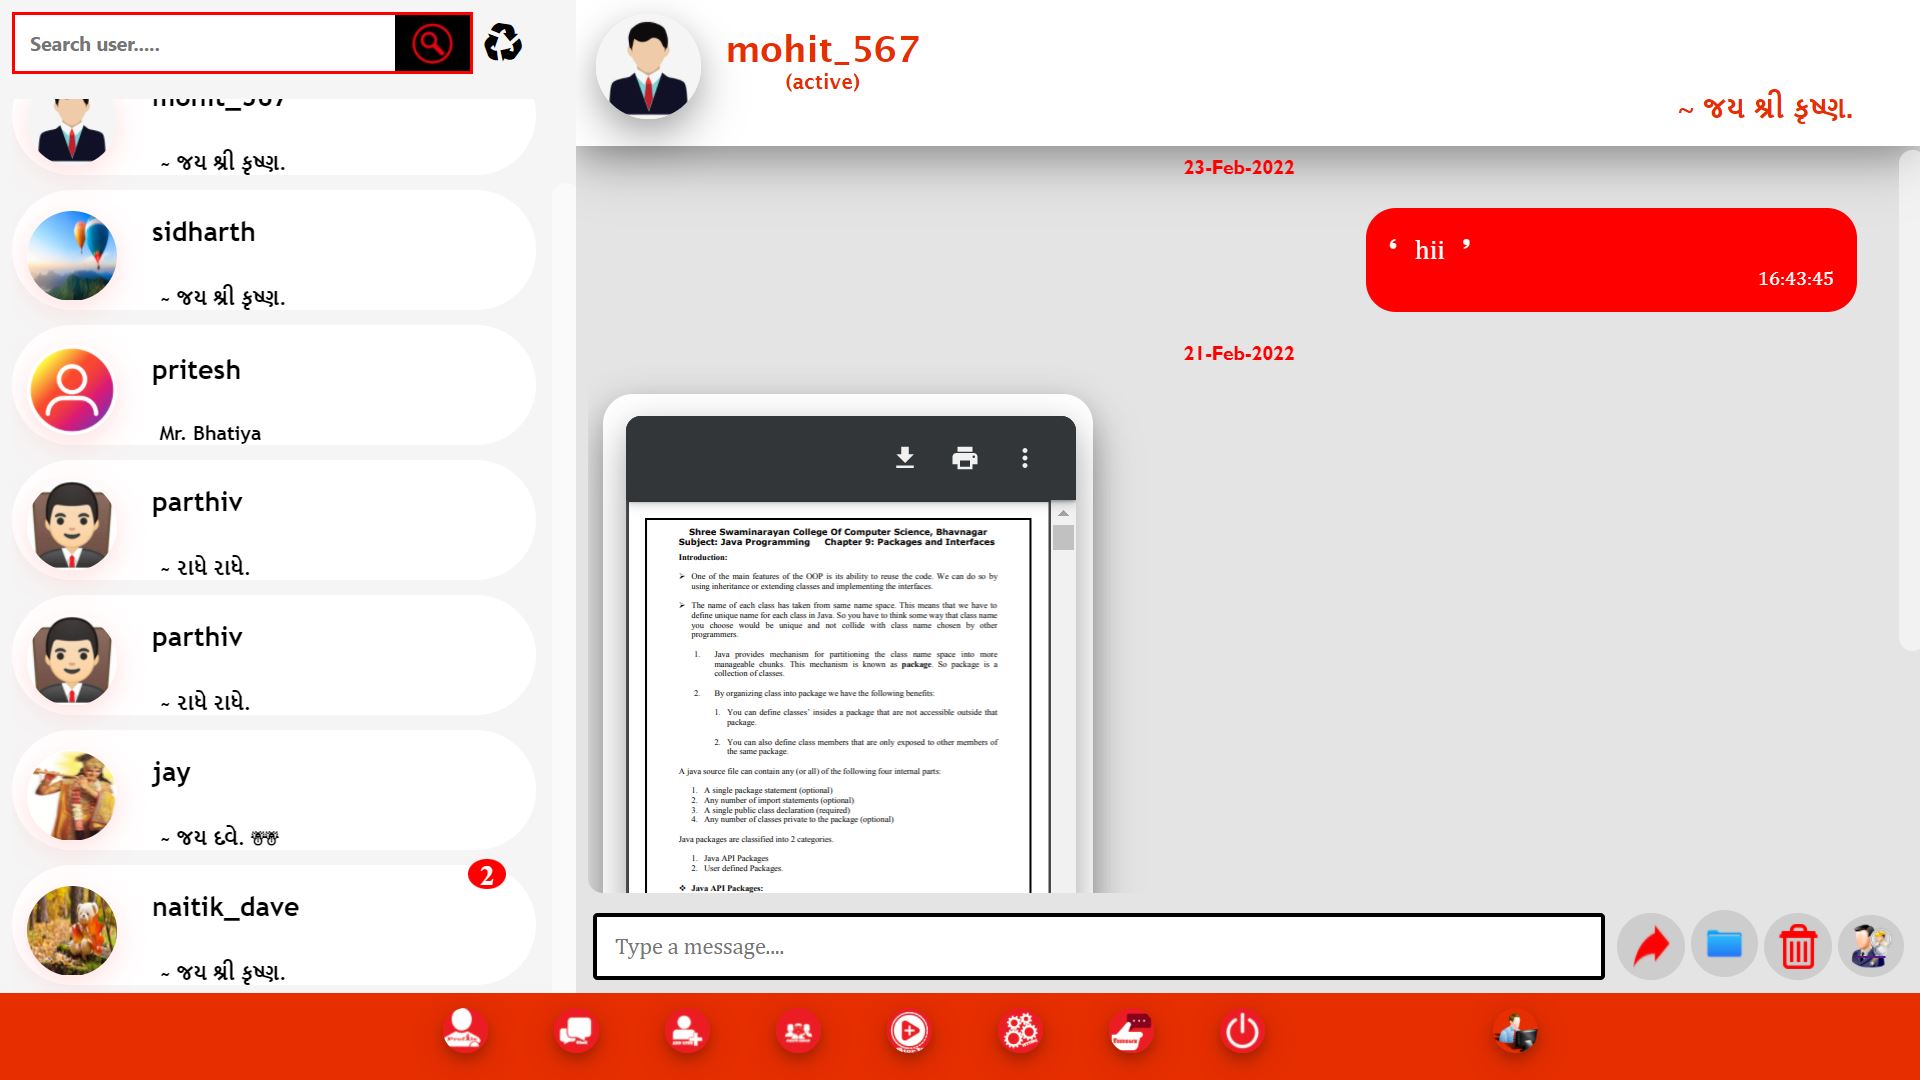 Search user.....
mohit_567
~ જય શ્રી કૃષ્ણ.
sidharth
~ જય શ્રી કૃષ્ણ.
pritesh
Mr. Bhatiya
parthiv
~ રાધે રાધે.
parthiv
~ રાધે રાધે.
jay
~ જય દવે.
2
naitik_dave
~ જય શ્રી કૃષ્ણ.
mohit_567
(active)
~ જય શ્રી કૃષ્ણ.
23-Feb-2022
‘ hii ’
16:43:45
21-Feb-2022
Shree Swaminarayan College Of Computer Science, Bhavnagar
Subject: Java Programming Chapter 9: Packages and Interfaces
Introduction:
➢ One of the main features of the OOP is its ability to reuse the code. We can do so by
using inheritance or extending classes and implementing the interfaces.
➢ The name of each class has taken from same name space. This means that we have to
define unique name for each class in Java. So you have to think some way that class name
you choose would be unique and not collide with class name chosen by other
programmers.
1. Java provides mechanism for partitioning the class name space into more
manageable chunks. This mechanism is known as package. So package is a
collection of classes.
2. By organizing class into package we have the following benefits:
1. You can define classes’ insides a package that are not accessible outside that
package.
2. You can also define class members that are only exposed to other members of
the same package.
A java source file can contain any (or all) of the following four internal parts:
1. A single package statement (optional)
2. Any number of import statements (optional)
3. A single public class declaration (required)
4. Any number of classes private to the package (optional)
Java packages are classified into 2 categories.
1. Java API Packages
2. User defined Packages.
❖ Java API Packages:
Type a message....